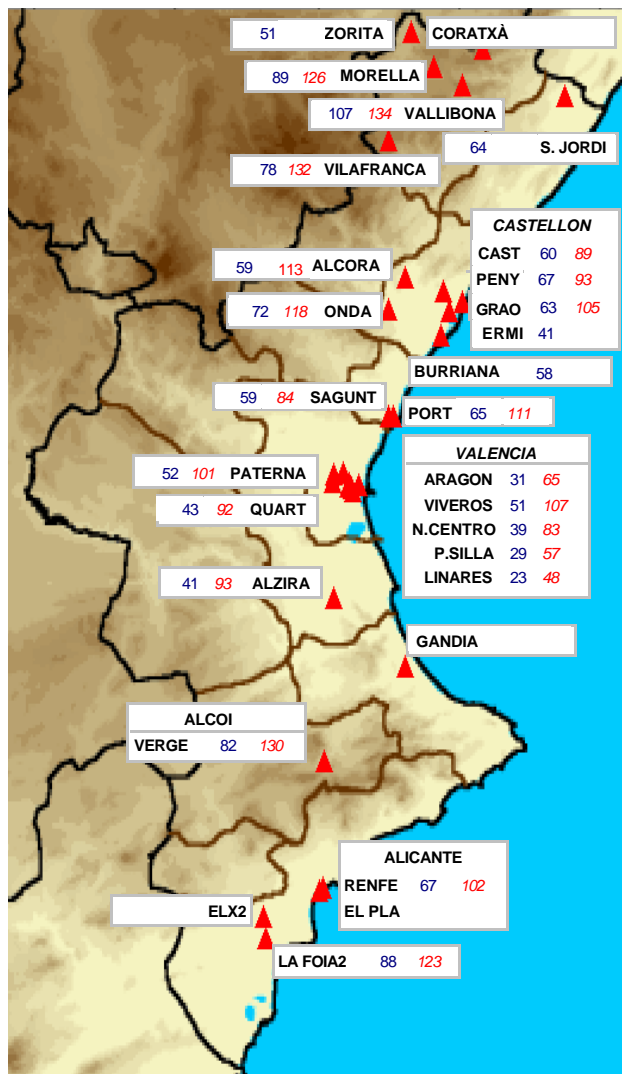 51 ZORITA
CORATXÀ
89 126 MORELLA
107 134 VALLIBONA
64 S. JORDI
78 132 VILAFRANCA
CASTELLON
CAST 60 89
PENY 67 93
GRAO 63 105
ERMI 41
59 113 ALCORA
72 118 ONDA
BURRIANA 58
59 84 SAGUNT
PORT 65 111
VALENCIA
ARAGON 31 65
VIVEROS 51 107
N.CENTRO 39 83
P.SILLA 29 57
LINARES 23 48
52 101 PATERNA
43 92 QUART
41 93 ALZIRA
GANDIA
ALCOI
VERGE 82 130
ALICANTE
RENFE 67 102
EL PLA
ELX2
LA FOIA2 88 123